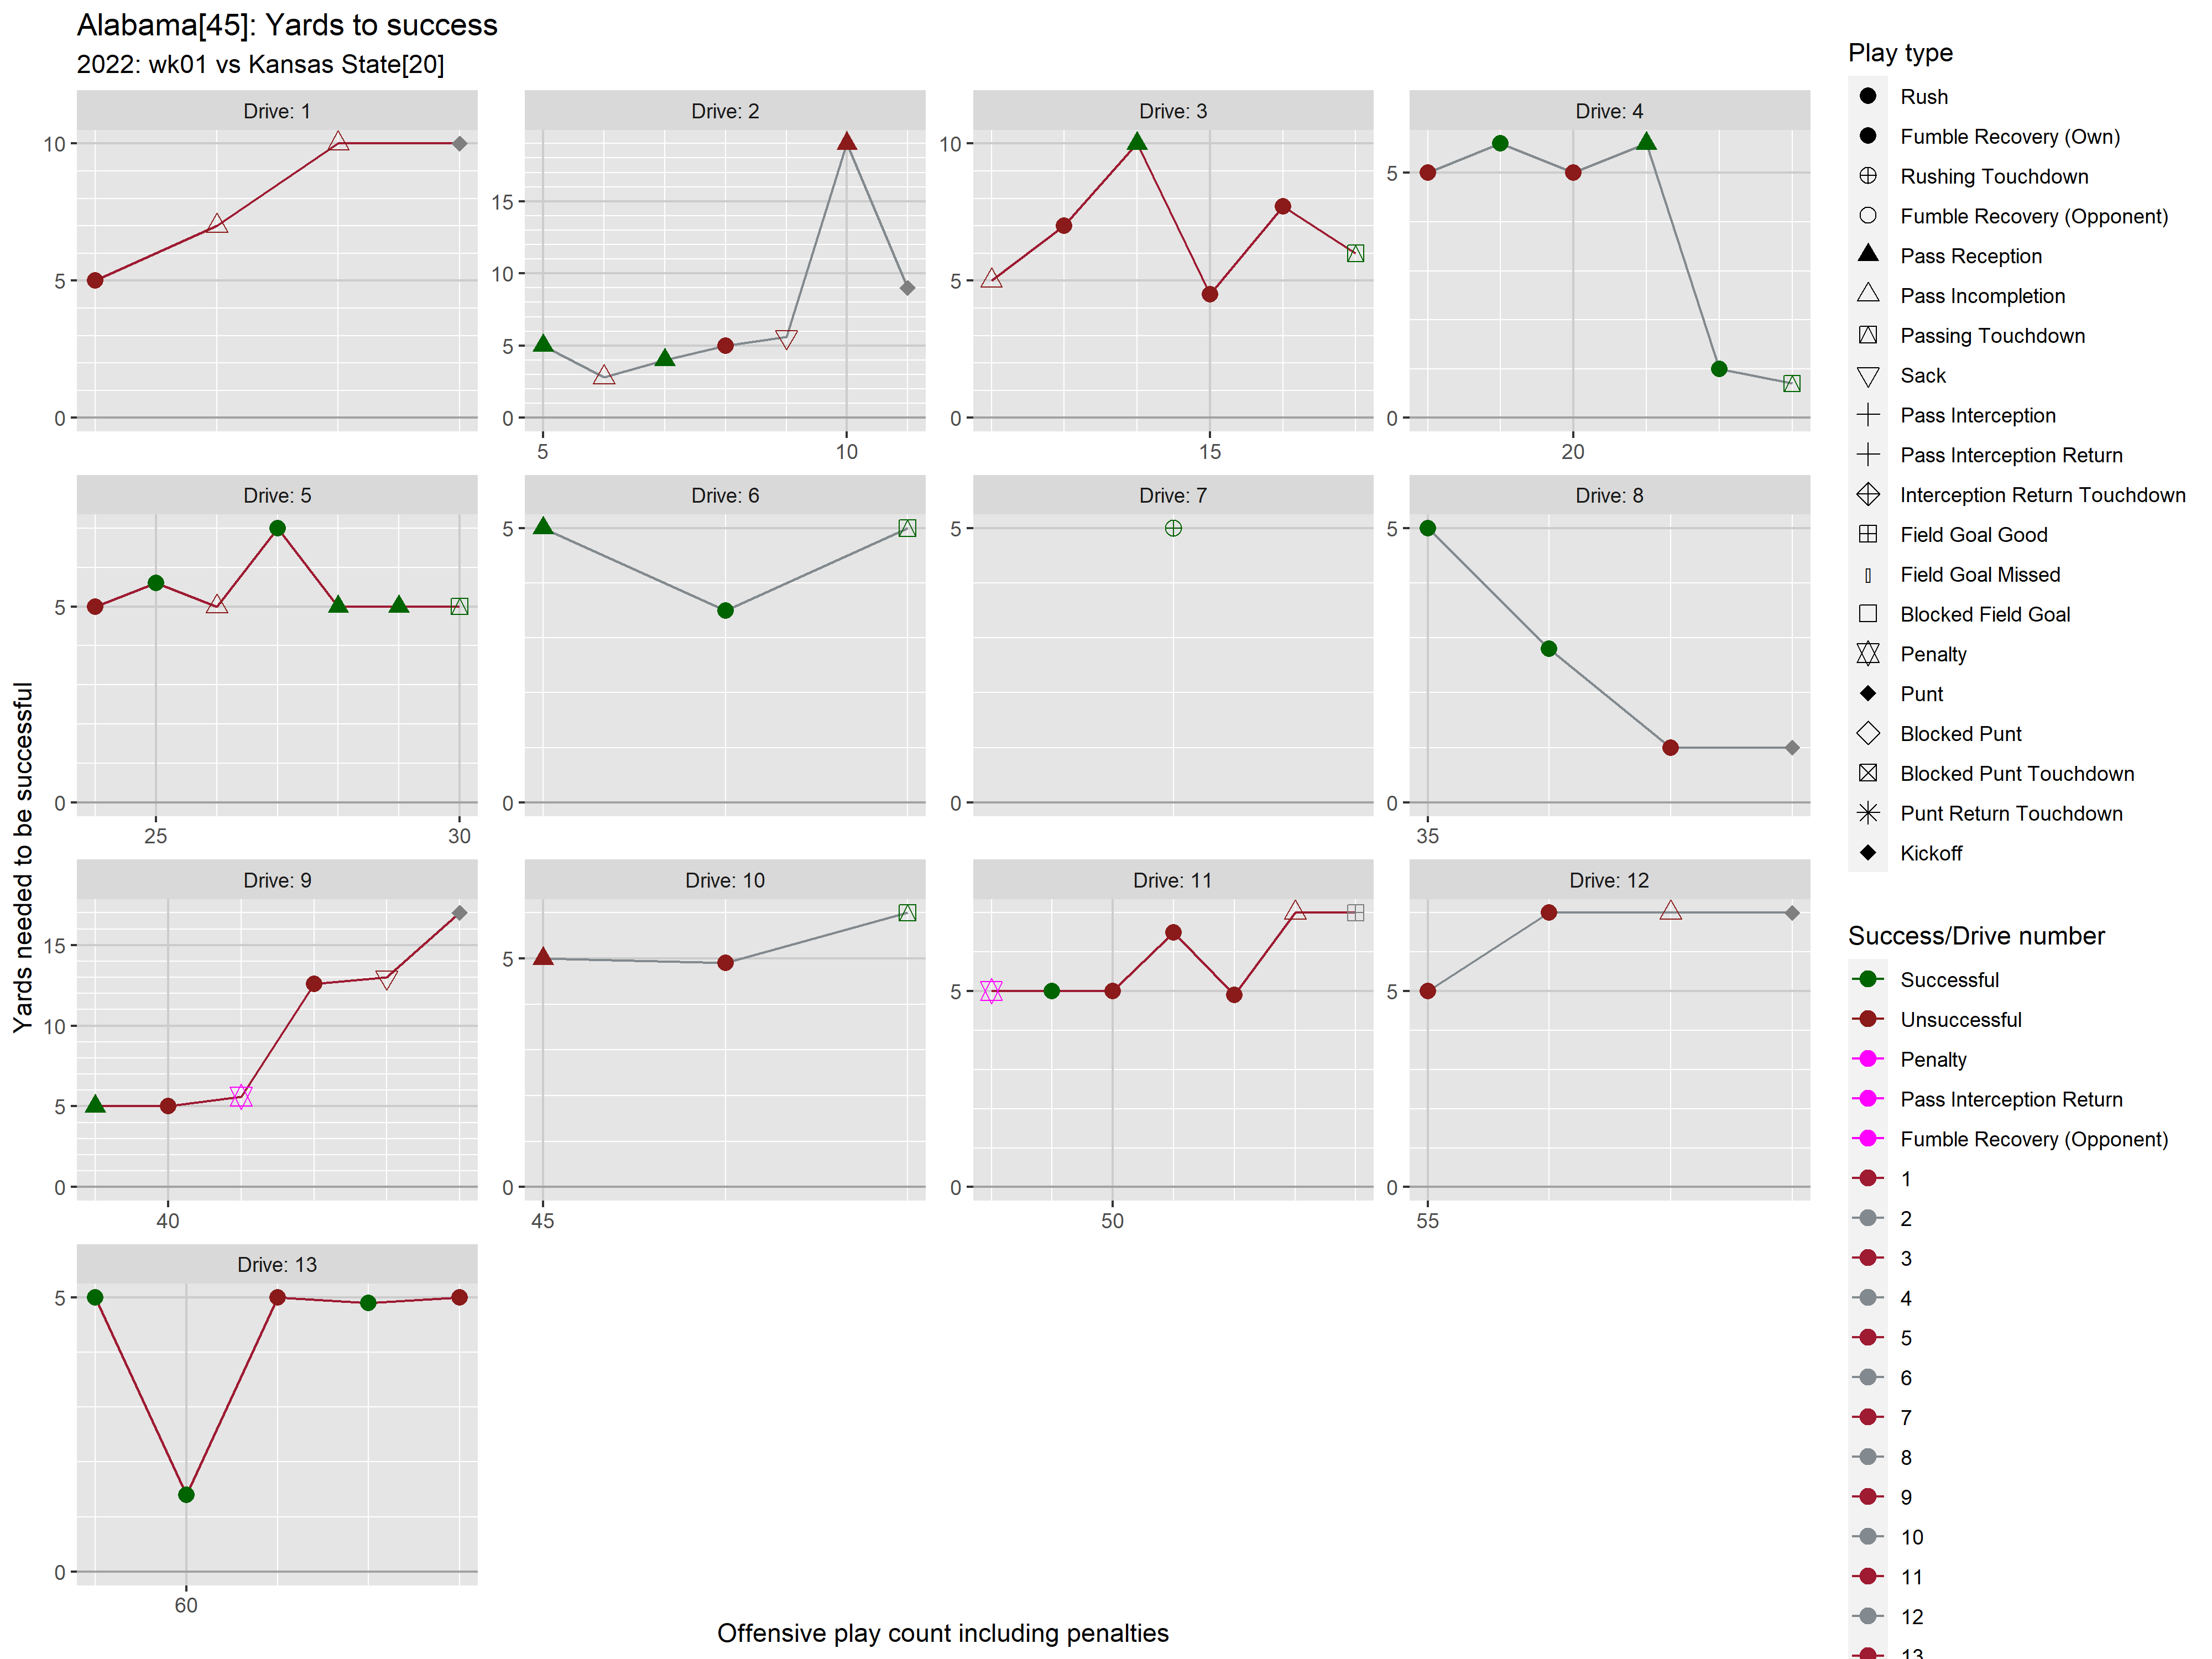 Alabama[45]: Yards to success
2022: wk01 vs Kansas State[20]
Drive: 1
Drive: 2
Drive: 3
Drive: 4
10
5
0
15
10
5
0
5
10
10
5
0
15
5
0
20
Drive: 5
Drive: 6
Drive: 7
Drive: 8
5
0
25
30
5
0
5
0
5
0
35
Drive: 9
Drive: 10
Drive: 11
Drive: 12
15
10
5
0
40
5
0
45
5
0
50
5
0
55
Drive: 13
5
0
60
Yards needed to be successful
Offensive play count including penalties
Play type
Rush
Fumble Recovery (Own)
Rushing Touchdown
Fumble Recovery (Opponent)
Pass Reception
Pass Incompletion
Passing Touchdown
Sack
Pass Interception
Pass Interception Return
Interception Return Touchdown
Field Goal Good
Field Goal Missed
Blocked Field Goal
Penalty
Punt
Blocked Punt
Blocked Punt Touchdown
Punt Return Touchdown
Kickoff
Success/Drive number
Successful
Unsuccessful
Penalty
Pass Interception Return
Fumble Recovery (Opponent)
1
2
3
4
5
6
7
8
9
10
11
12
13